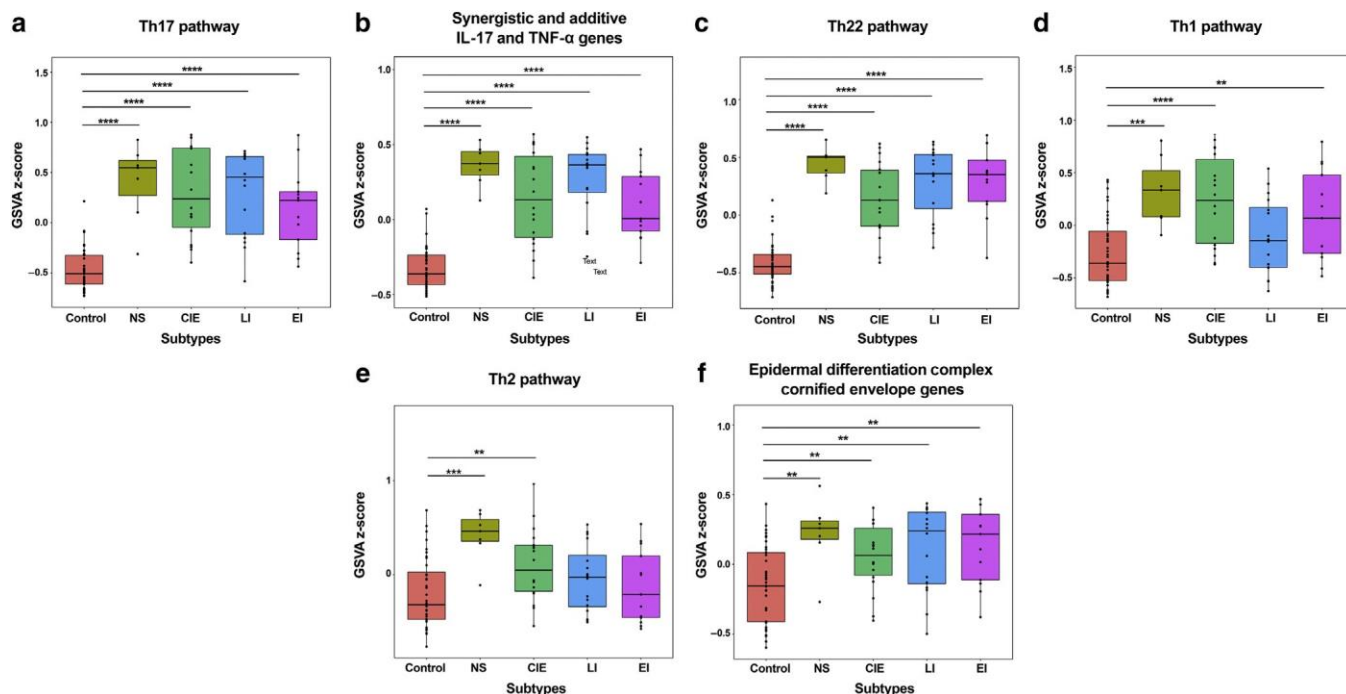 a
Th17 pathway
GSVA z-score
1.5
1.0
0.5
0.0
−0.5
****
****
****
****
Control NS CIE LI EI
Subtypes
b
Synergistic and additive
IL-17 and TNF-α genes
GSVA z-score
1.0
0.5
0.0
−0.5
****
****
****
****
Text
Text
Control NS CIE LI EI
Subtypes
c
Th22 pathway
GSVA z-score
1.0
0.5
0.0
−0.5
****
****
****
****
Control NS CIE LI EI
Subtypes
d
Th1 pathway
GSVA z-score
1.5
1.0
0.5
0.0
−0.5
**
****
***
Control NS CIE LI EI
Subtypes
e
Th2 pathway
GSVA z-score
1
1
0
**
***
Control NS CIE LI EI
Subtypes
f
Epidermal differentiation complex
cornified envelope genes
GSVA z-score
1.0
0.5
0.0
−0.5
**
**
**
**
Control NS CIE LI EI
Subtypes